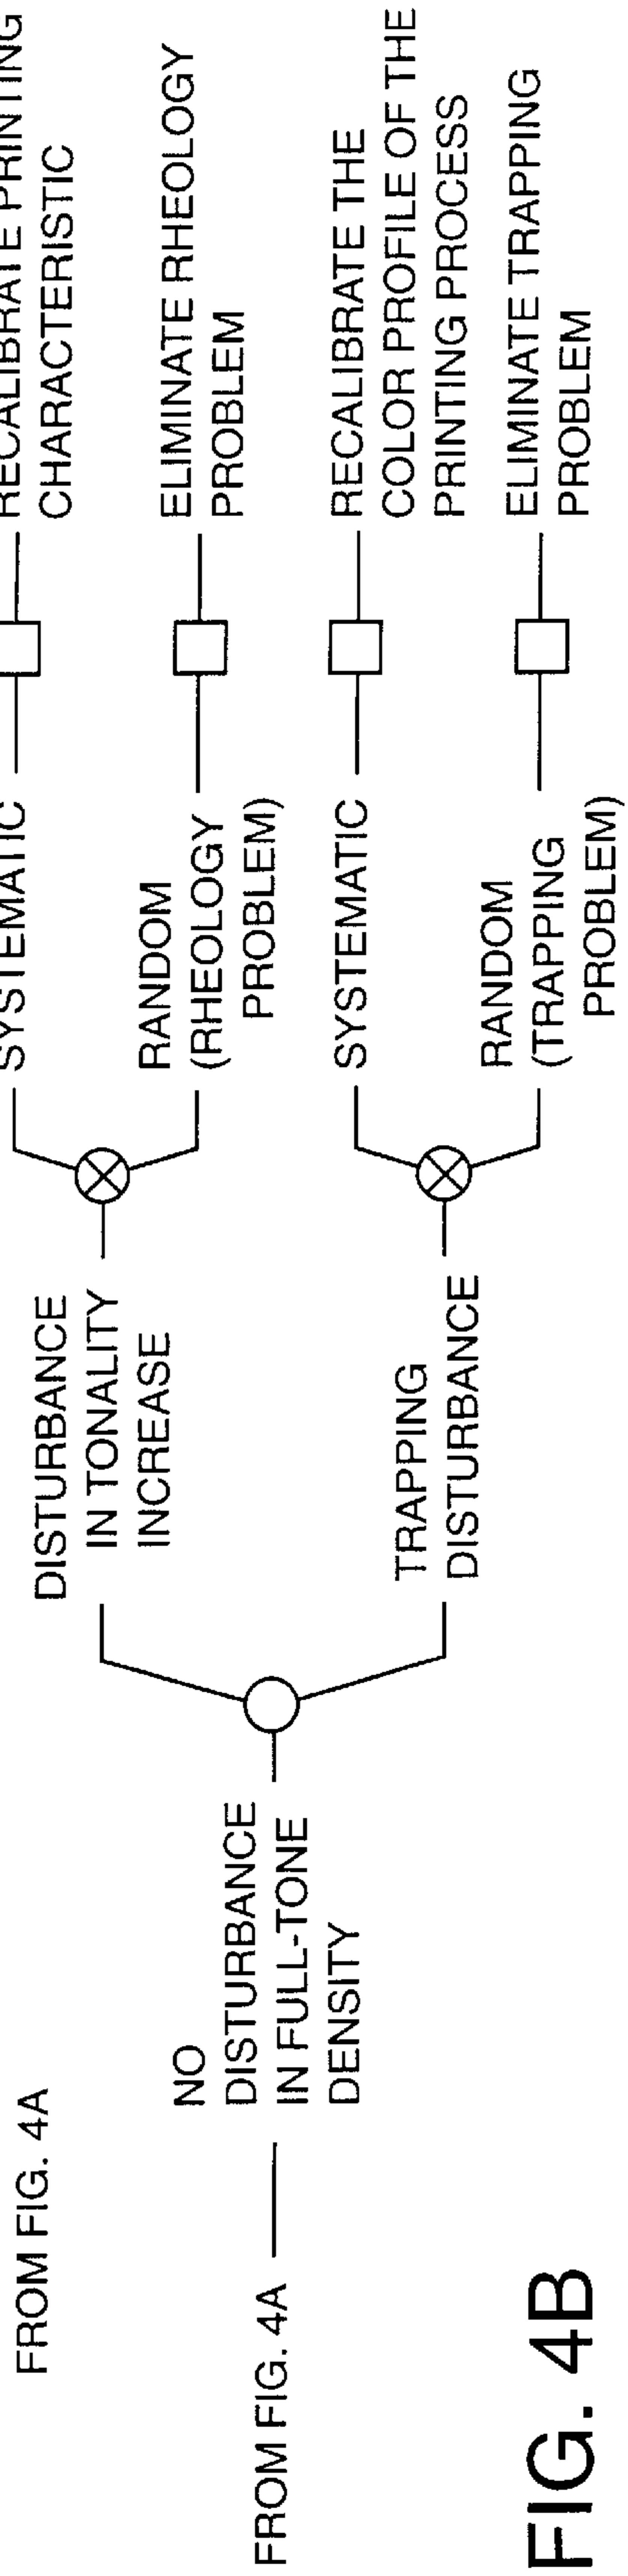 FROM FIG. 4A
FROM FIG. 4A
NO
DISTURBANCE
IN FULL-TONE
DENSITY
DISTURBANCE
IN TONALITY
INCREASE
SYSTEMATIC
RECALIBRATE PRINTING
CHARACTERISTIC
RANDOM
(RHEOLOGY
PROBLEM)
ELIMINATE RHEOLOGY
PROBLEM
TRAPPING
DISTURBANCE
SYSTEMATIC
RECALIBRATE THE
COLOR PROFILE OF THE
PRINTING PROCESS
RANDOM
(TRAPPING
PROBLEM)
ELIMINATE TRAPPING
PROBLEM
FIG. 4B